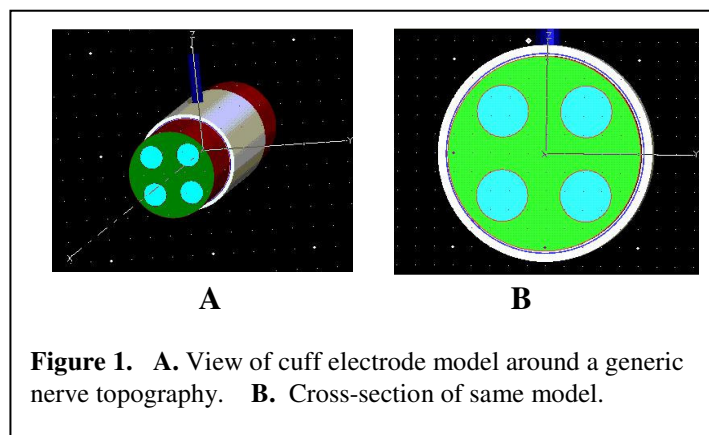 Z
Y
X
Z
X
Y
A B
Figure 1. A. View of cuff electrode model around a generic
nerve topography. B. Cross-section of same model.